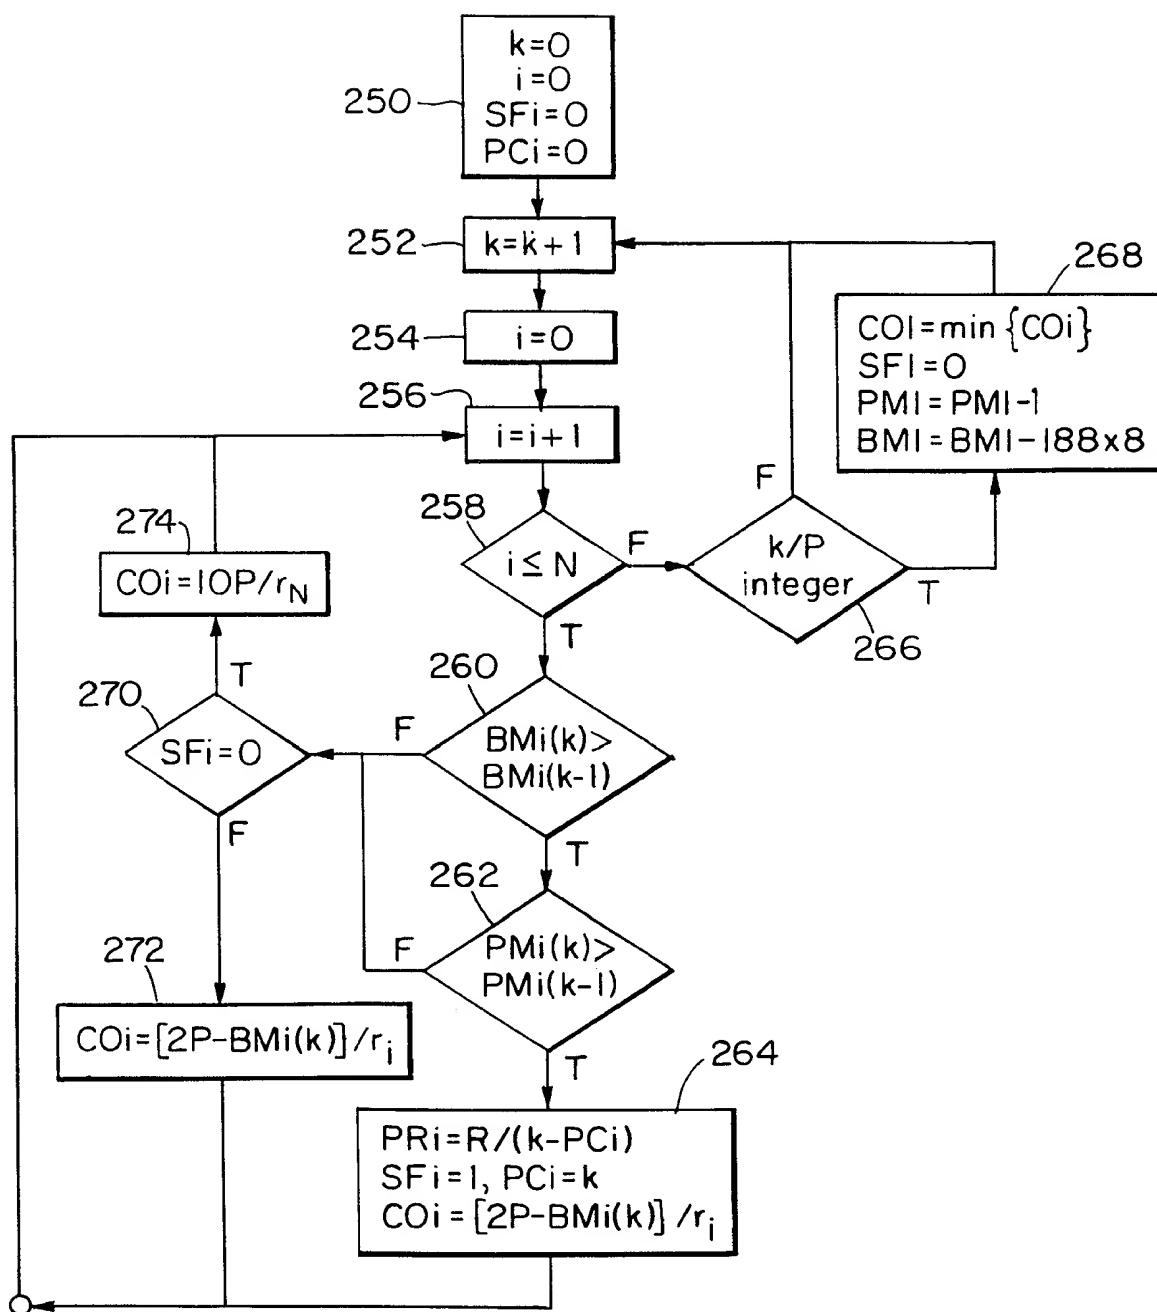 250
k=0
i=0
SFi=0
PCi=0
252
k=k+1
254
i=0
256
i=i+1
268
COI=min{COi}
SFI=0
PMI=PMI-1
BMI=BMI-188x8
258
i≤N
F
T
k/P
integer
F
T
266
274
COi=10P/rN
T
270
SFi=0
F
260
BMi(k)>
BMi(k-1)
F
T
262
PMi(k)>
PMi(k-1)
F
T
272
COi=[2P-BMi(k)]/ri
264
PRi=R/(k-PCi)
SFi=1, PCi=k
COi=[2P-BMi(k)]/ri